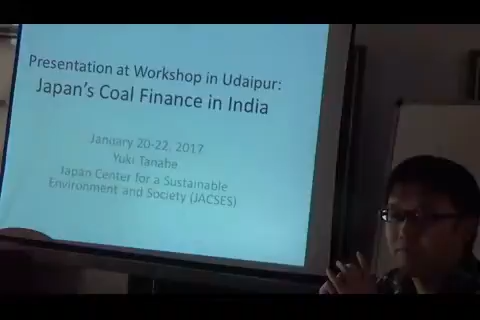 Presentation at Workshop in Udaipur:
Japan's Coal Finance in India
January 20-22, 2017
Yuki Tanabe
Japan Center for a Sustainable
Environment and Society (JACSES)